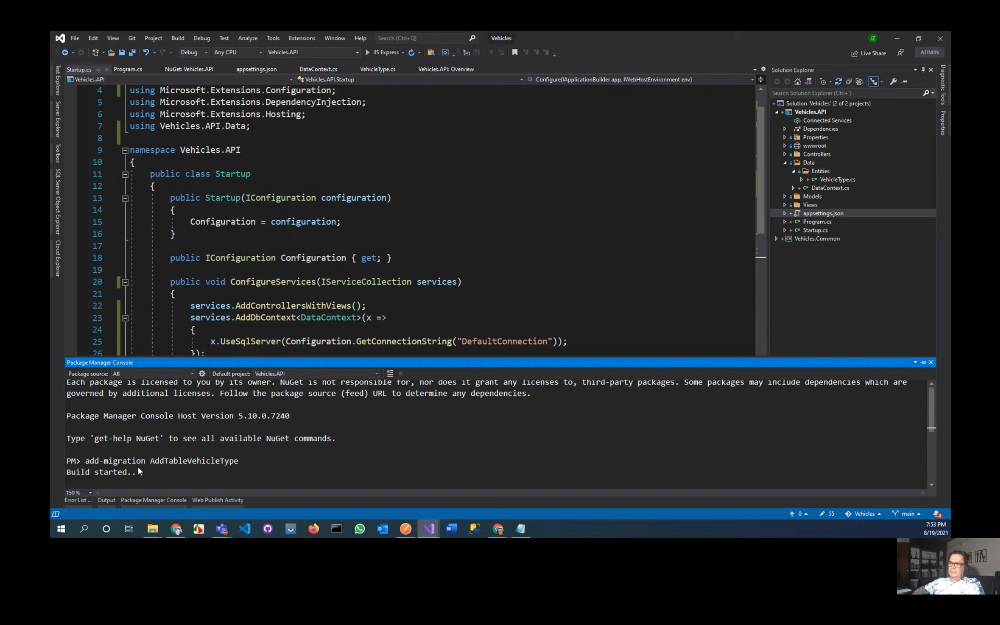 File Edit View Git Project Build Debug Test Analyze Tools Extensions Window Help Search (Ctrl+Q) Vehicles JZ
Debug Any CPU Vehicles.API IIS Express Live Share ADMIN
Startup.cs Program.cs NuGet: Vehicles.API appsettings.json DataContext.cs VehicleType.cs Vehicles.API: Overview
Vehicles.API Vehicles.API.Startup Configure(IApplicationBuilder app, IWebHostEnvironment env)
Test Explorer
Server Explorer
Toolbox
SQL Server Object Explorer
Cloud Explorer
4 using Microsoft.Extensions.Configuration;
5 using Microsoft.Extensions.DependencyInjection;
6 using Microsoft.Extensions.Hosting;
7 using Vehicles.API.Data;
8
9 namespace Vehicles.API
10 {
11 public class Startup
12 {
13 public Startup(IConfiguration configuration)
14 {
15 Configuration = configuration;
16 }
17
18 public IConfiguration Configuration { get; }
19
20 public void ConfigureServices(IServiceCollection services)
21 {
22 services.AddControllersWithViews();
23 services.AddDbContext<DataContext>(x =>
24 {
25 x.UseSqlServer(Configuration.GetConnectionString("DefaultConnection"));
26 });
Solution Explorer
Search Solution Explorer (Ctrl+´)
Solution 'Vehicles' (2 of 2 projects)
Vehicles.API
Connected Services
Dependencies
Properties
wwwroot
Controllers
Data
Entities
VehicleType.cs
DataContext.cs
Models
Views
appsettings.json
Program.cs
Startup.cs
Vehicles.Common
Diagnostic Tools
Properties
Package Manager Console
Package source: All Default project: Vehicles.API
Each package is licensed to you by its owner. NuGet is not responsible for, nor does it grant any licenses to, third-party packages. Some packages may include dependencies which are
governed by additional licenses. Follow the package source (feed) URL to determine any dependencies.
Package Manager Console Host Version 5.10.0.7240
Type 'get-help NuGet' to see all available NuGet commands.
PM> add-migration AddTableVehicleType
Build started..
150 %
Error List ... Output Package Manager Console Web Publish Activity
0 55 Vehicles main 4
7:53 PM
8/19/2021